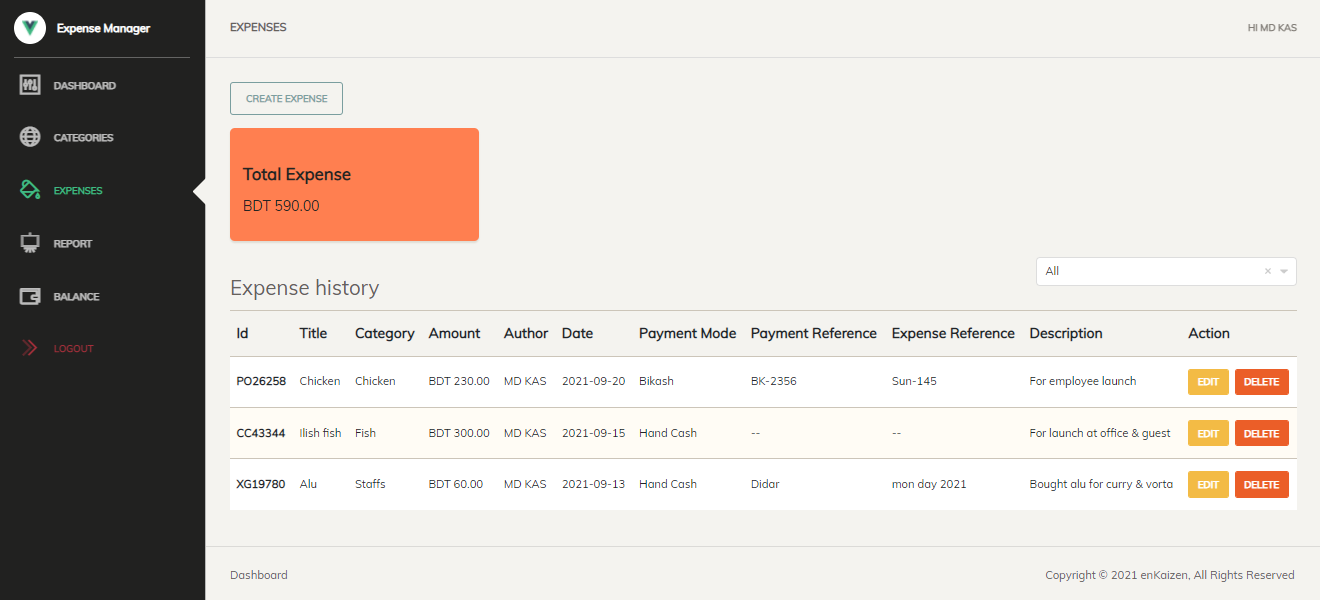 Expense Manager
DASHBOARD
CATEGORIES
EXPENSES
REPORT
BALANCE
LOGOUT
EXPENSES
HI MD KAS
CREATE EXPENSE
Total Expense
BDT 590.00
Expense history
All × 
Id Title Category Amount Author Date Payment Mode Payment Reference Expense Reference Description Action
PO26258 Chicken Chicken BDT 230.00 MD KAS 2021-09-20 Bikash BK-2356 Sun-145 For employee launch EDIT DELETE
CC43344 Ilish fish Fish BDT 300.00 MD KAS 2021-09-15 Hand Cash -- -- For launch at office & guest EDIT DELETE
XG19780 Alu Staffs BDT 60.00 MD KAS 2021-09-13 Hand Cash Didar mon day 2021 Bought alu for curry & vorta EDIT DELETE
Dashboard
Copyright © 2021 enKaizen, All Rights Reserved